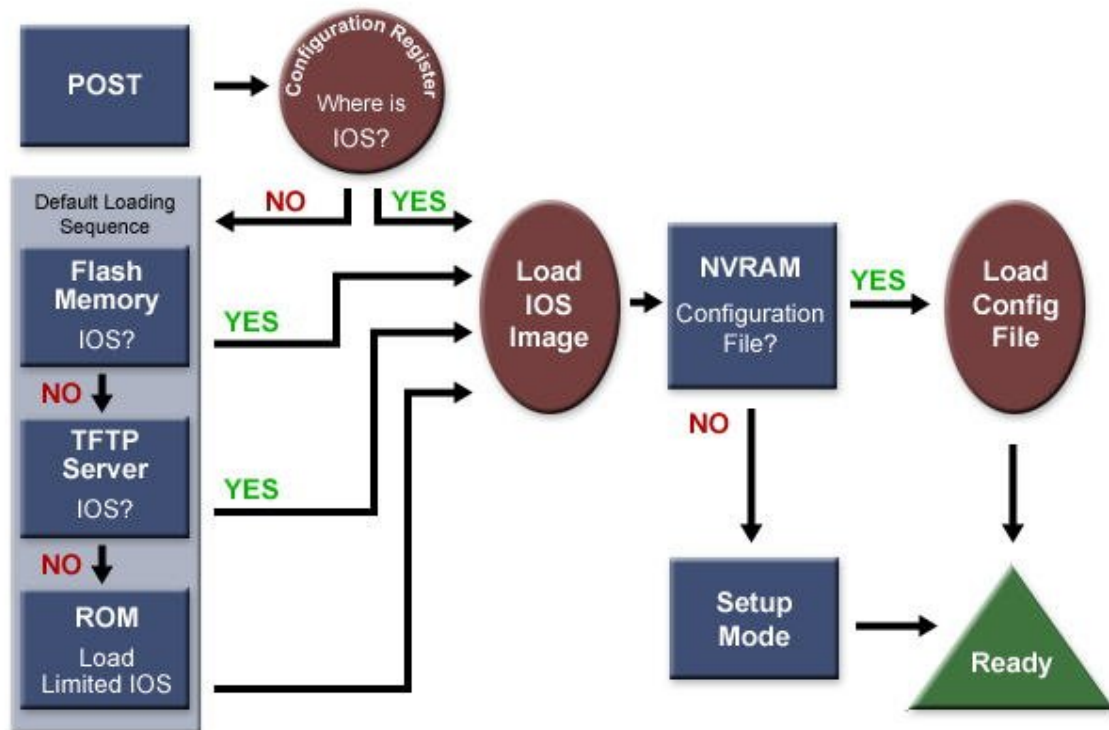 POST
Configuration Register
Where is
IOS?
NO
YES
Default Loading
Sequence
Flash
Memory
IOS?
YES
NO
TFTP
Server
IOS?
YES
NO
ROM
Load
Limited IOS
Load
IOS
Image
NVRAM
Configuration
File?
YES
NO
Load
Config
File
Setup
Mode
Ready